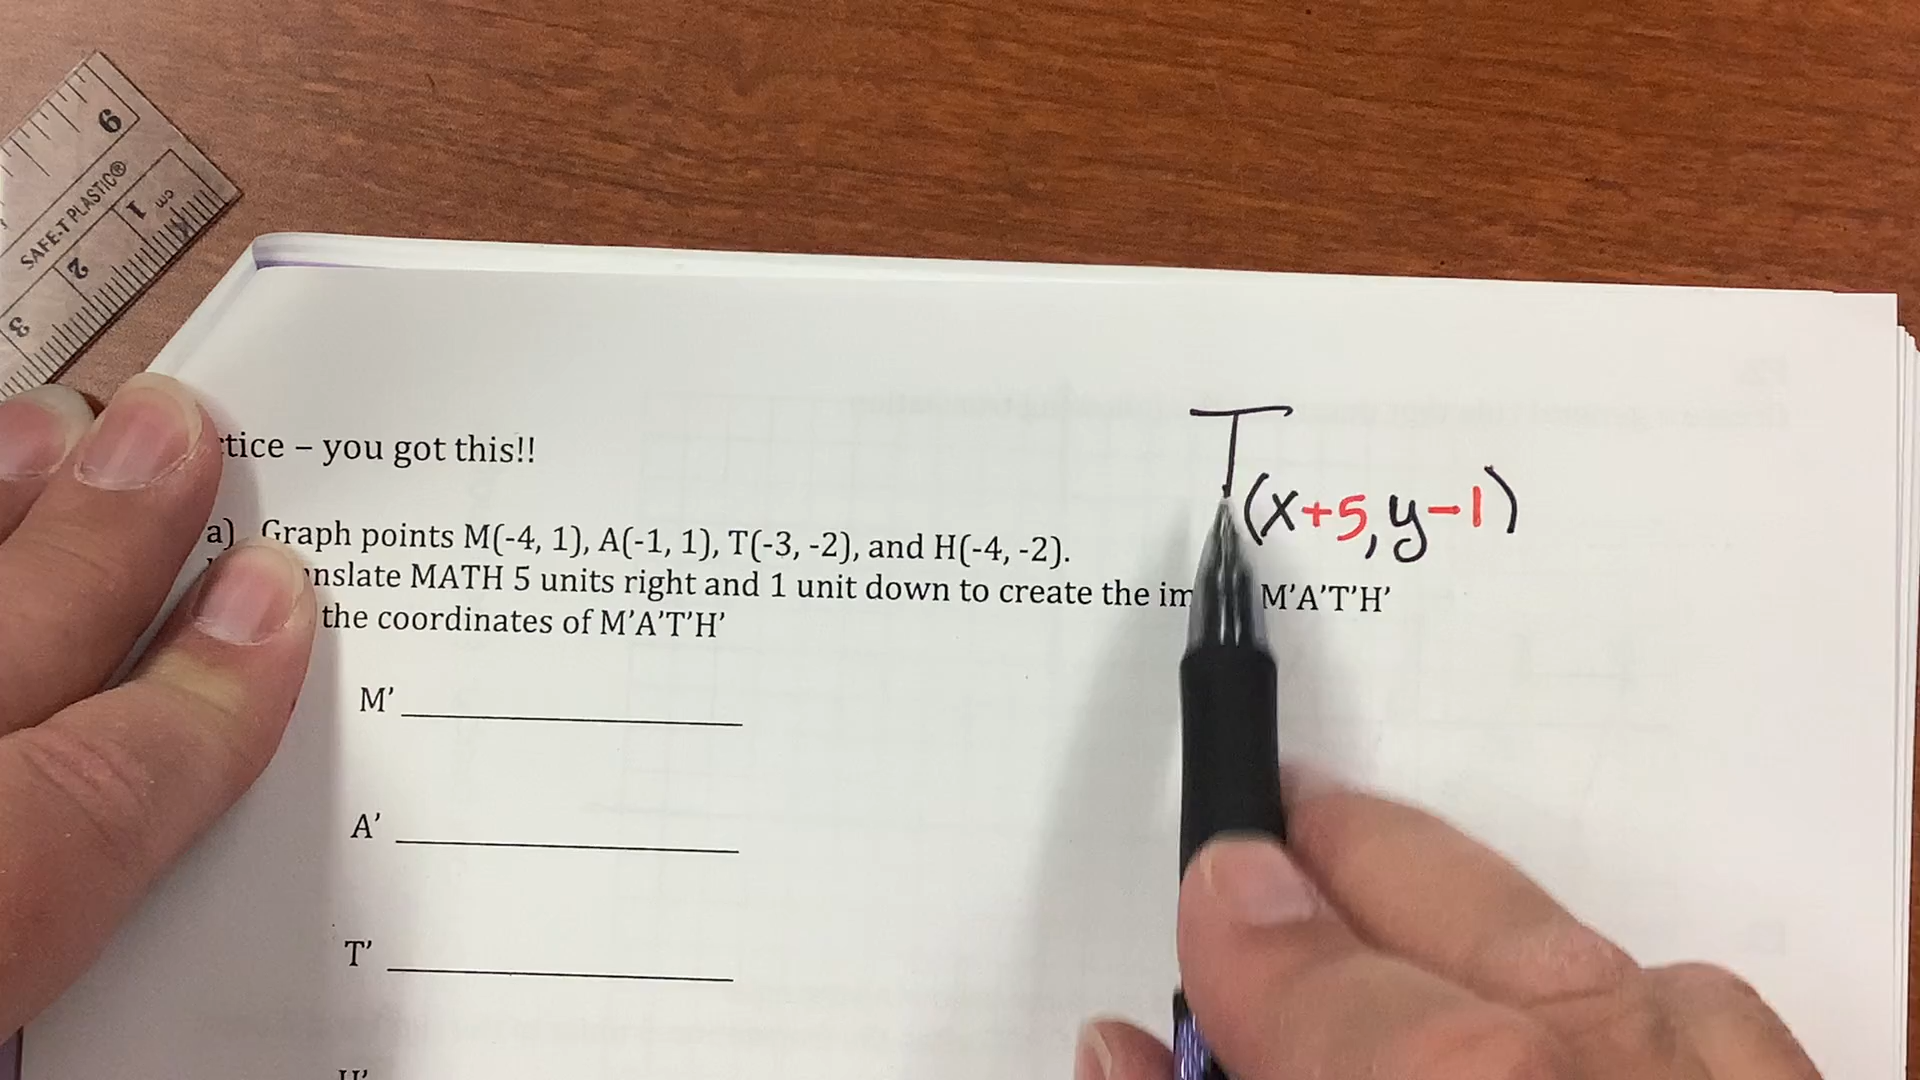 6
SAFE-T PLASTIC®
1 cm
2
3
tice – you got this!!
T(x+5, y-1)
a) Graph points M(-4, 1), A(-1, 1), T(-3, -2), and H(-4, -2).
nslate MATH 5 units right and 1 unit down to create the im M'A'T'H'
the coordinates of M'A'T'H'
M'
A'
T'